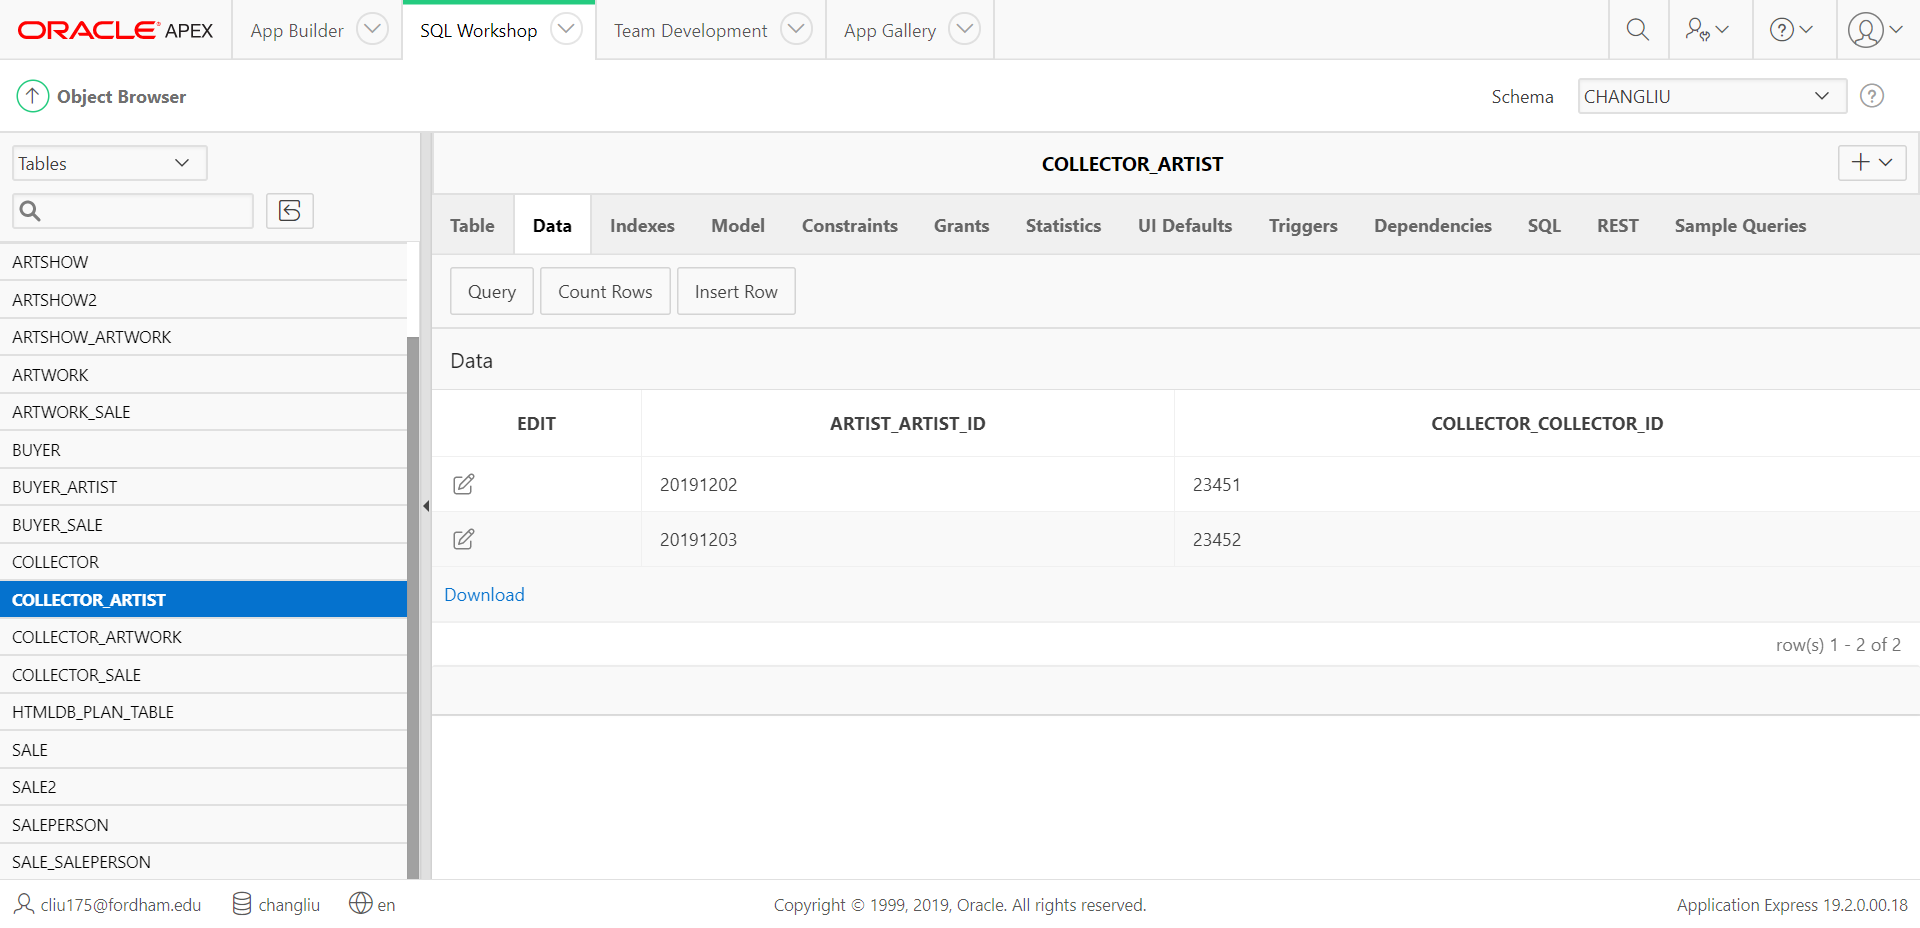 ORACLE® APEX App Builder SQL Workshop Team Development App Gallery
Object Browser Schema CHANGLIU
Tables
COLLECTOR_ARTIST
Table Data Indexes Model Constraints Grants Statistics UI Defaults Triggers Dependencies SQL REST Sample Queries
Query Count Rows Insert Row
Data
EDIT ARTIST_ARTIST_ID COLLECTOR_COLLECTOR_ID
20191202 23451
20191203 23452
Download
row(s) 1 - 2 of 2
ARTSHOW
ARTSHOW2
ARTSHOW_ARTWORK
ARTWORK
ARTWORK_SALE
BUYER
BUYER_ARTIST
BUYER_SALE
COLLECTOR
COLLECTOR_ARTIST
COLLECTOR_ARTWORK
COLLECTOR_SALE
HTMLDB_PLAN_TABLE
SALE
SALE2
SALEPERSON
SALE_SALEPERSON
cliu175@fordham.edu changliu en Copyright © 1999, 2019, Oracle. All rights reserved. Application Express 19.2.0.00.18